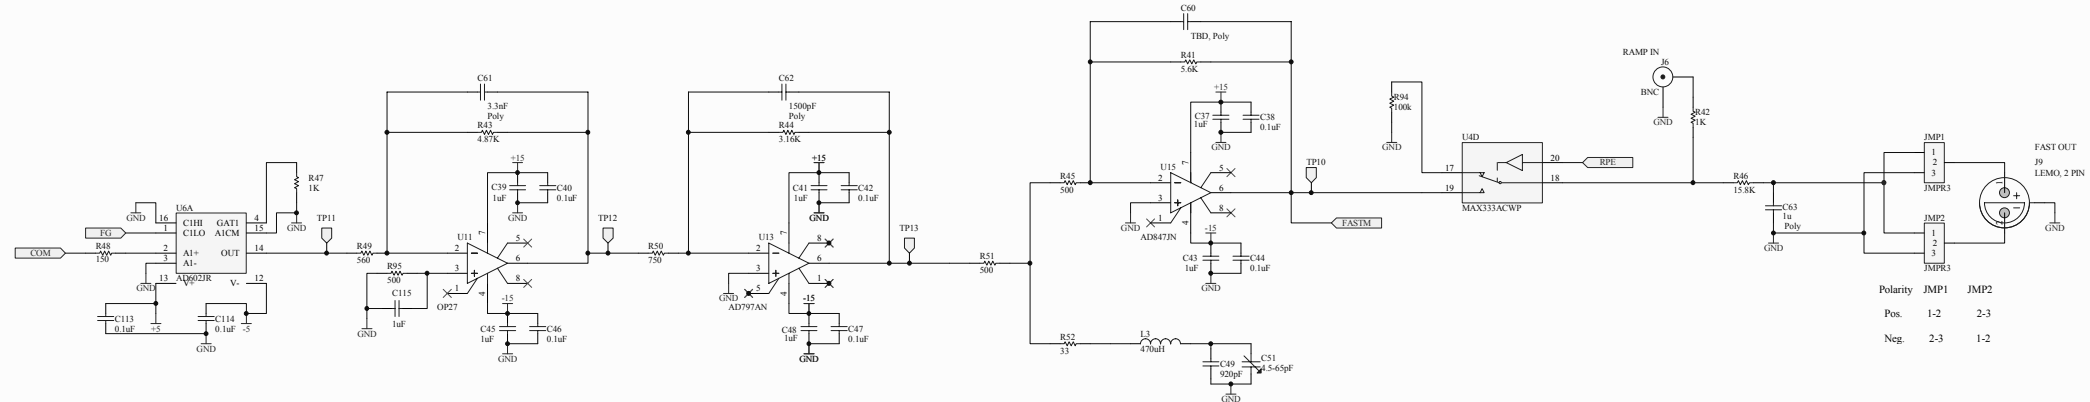 COM
R48
150
FG
GND
U6A
16
1
2
3
13
C1HI
C1LO
A1+
A1-
V+
GAT1
A1CM
OUT
V-
4
15
14
12
AD602JR
GND
C113
0.1uF
+5
C114
0.1uF
-5
GND
R47
1K
GND
TP11
R49
560
C61
3.3nF
Poly
R43
4.87K
+15
C39
1uF
C40
0.1uF
GND
U11
7
2
3
1
5
6
8
4
OP27
R95
500
C115
1uF
GND
-15
C45
1uF
C46
0.1uF
GND
TP12
R50
750
C62
1500pF
Poly
R44
3.16K
+15
C41
1uF
C42
0.1uF
GND
U13
7
2
3
5
8
6
1
4
GND
AD797AN
-15
C48
1uF
C47
0.1uF
GND
TP13
R51
500
C60
TBD, Poly
R41
5.6K
R45
500
+15
C37
1uF
C38
0.1uF
GND
U15
7
2
3
1
5
6
8
4
GND
AD847JN
-15
C43
1uF
C44
0.1uF
GND
R52
33
L3
470uH
C49
920pF
C51
4.5-65pF
GND
TP10
FASTM
R94
100k
GND
U4D
17
19
20
18
MAX333ACWP
RPE
RAMP IN
J6
BNC
GND
R42
1K
R46
15.8K
C63
1u
Poly
GND
JMP1
1
2
3
JMPR3
JMP2
1
2
3
JMPR3
FAST OUT
J9
LEMO, 2 PIN
GND
Polarity JMP1 JMP2
Pos. 1-2 2-3
Neg. 2-3 1-2